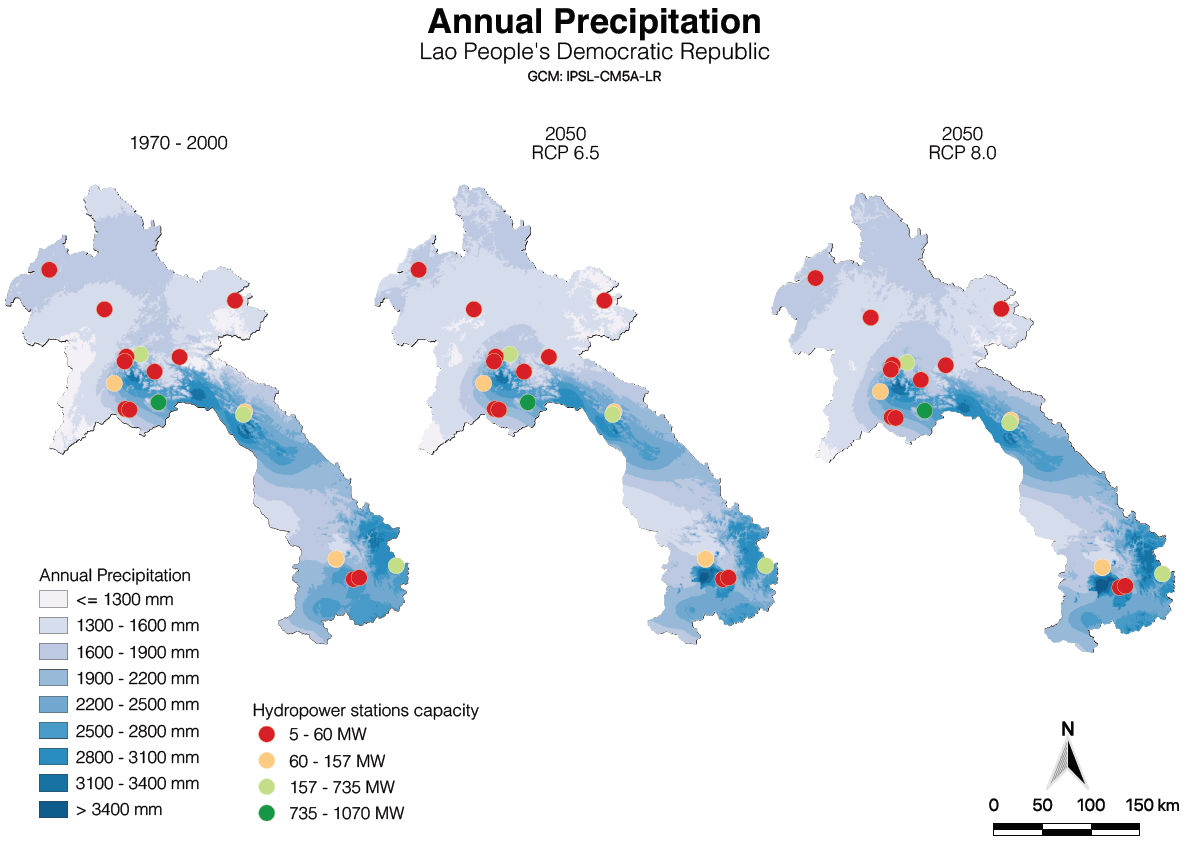 Annual Precipitation
Lao People's Democratic Republic
GCM: IPSL-CM5A-LR
1970 - 2000
2050
RCP 6.5
2050
RCP 8.0
Annual Precipitation
<= 1300 mm
1300 - 1600 mm
1600 - 1900 mm
1900 - 2200 mm
2200 - 2500 mm
2500 - 2800 mm
2800 - 3100 mm
3100 - 3400 mm
> 3400 mm
Hydropower stations capacity
5 - 60 MW
60 - 157 MW
157 - 735 MW
735 - 1070 MW
N
0 50 100 150 km